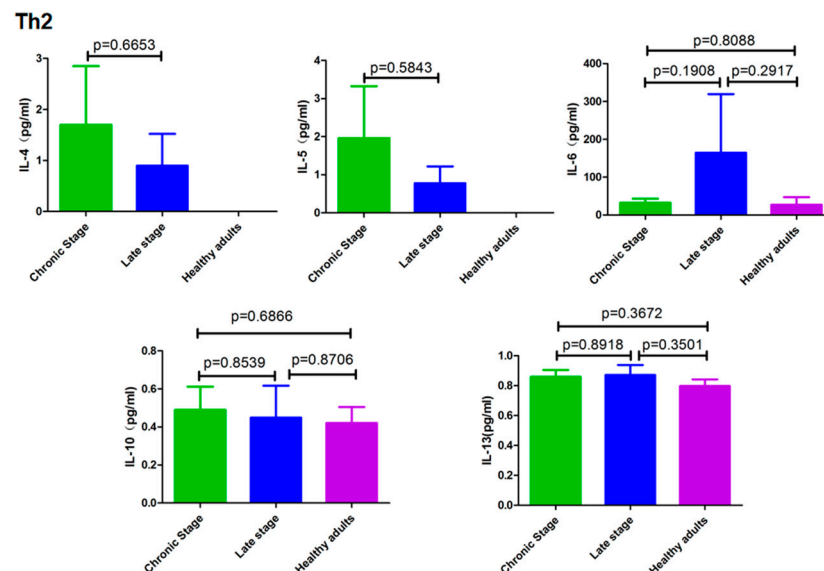 Th2
p=0.6653
IL-4 (pg/ml)
3
2
1
0
Chronic Stage
Late stage
Healthy adults
p=0.5843
IL-5 (pg/ml)
4
3
2
1
0
Chronic Stage
Late stage
Healthy adults
p=0.8088
p=0.1908
p=0.2917
IL-6 (pg/ml)
400
300
200
100
0
Chronic Stage
Late stage
Healthy adults
p=0.6866
p=0.8539
p=0.8706
IL-10 (pg/ml)
0.8
0.6
0.4
0.2
0.0
Chronic Stage
Late stage
Healthy adults
p=0.3672
p=0.8918
p=0.3501
IL-13(pg/ml)
1.0
0.8
0.6
0.4
0.2
0.0
Chronic Stage
Late stage
Healthy adults